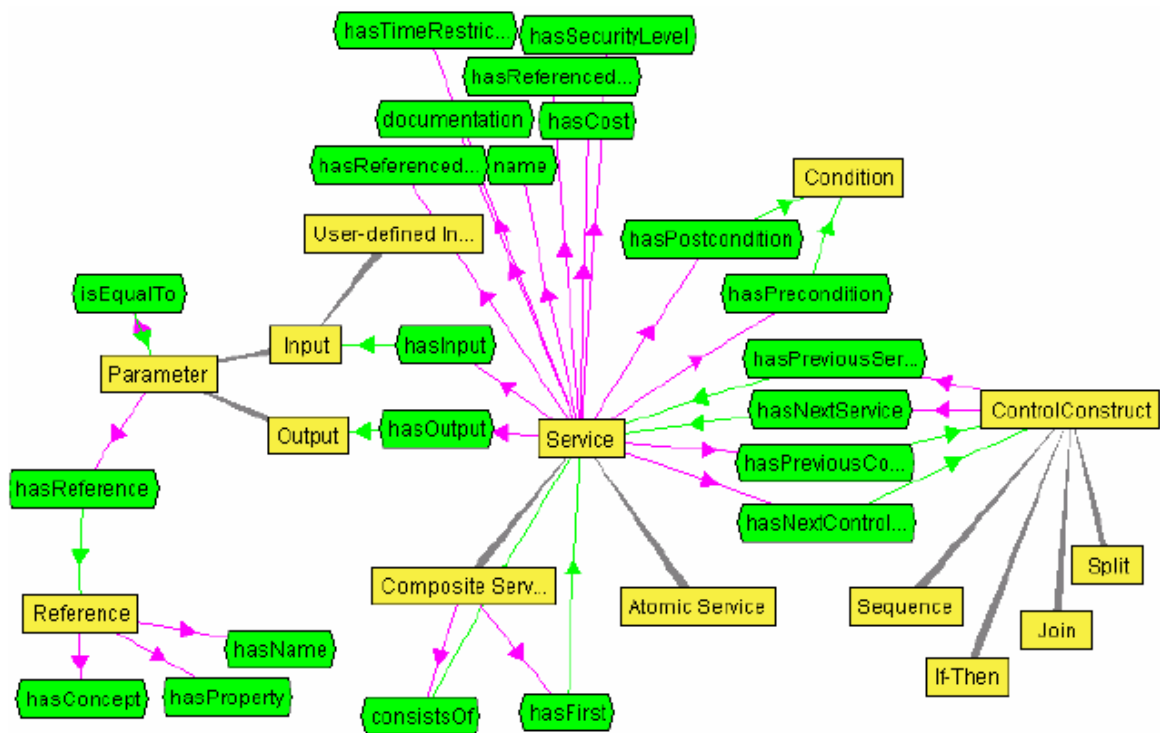 hasTimeRestric...
hasSecurityLevel
hasReferenced...
documentation
hasCost
hasReferenced...
name
Condition
User-defined In...
hasPostcondition
isEqualTo
hasPrecondition
Input
hasInput
hasPreviousSer...
Parameter
hasNextService
ControlConstruct
Output
hasOutput
Service
hasPreviousCo...
hasReference
hasNextControl...
Split
Composite Serv...
Atomic Service
Sequence
Reference
Join
hasName
If-Then
hasConcept
hasProperty
consistsOf
hasFirst